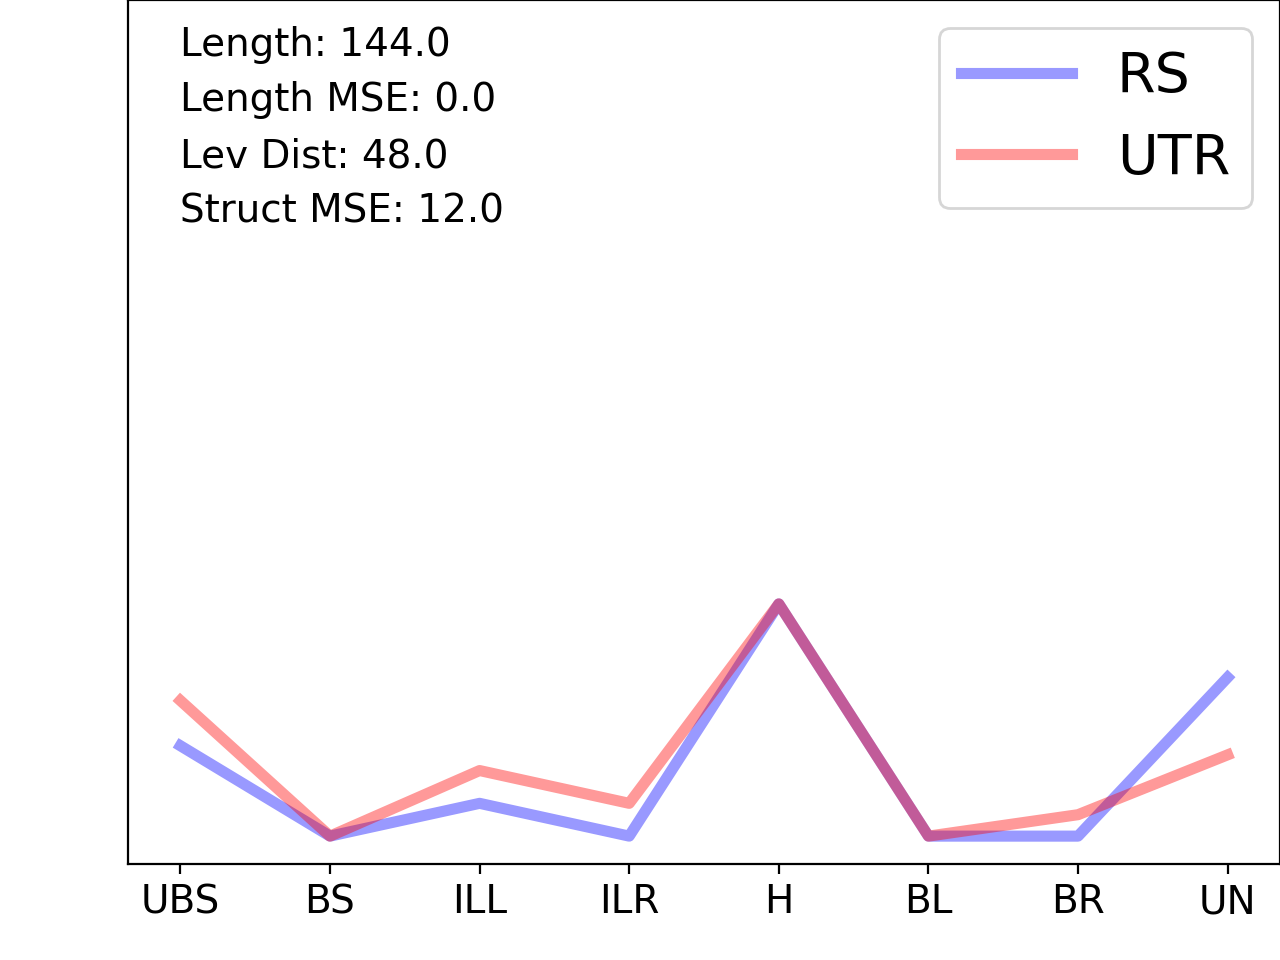 Length: 144.0
Length MSE: 0.0
Lev Dist: 48.0
Struct MSE: 12.0
RS
UTR
UBS BS ILL ILR H BL BR UN